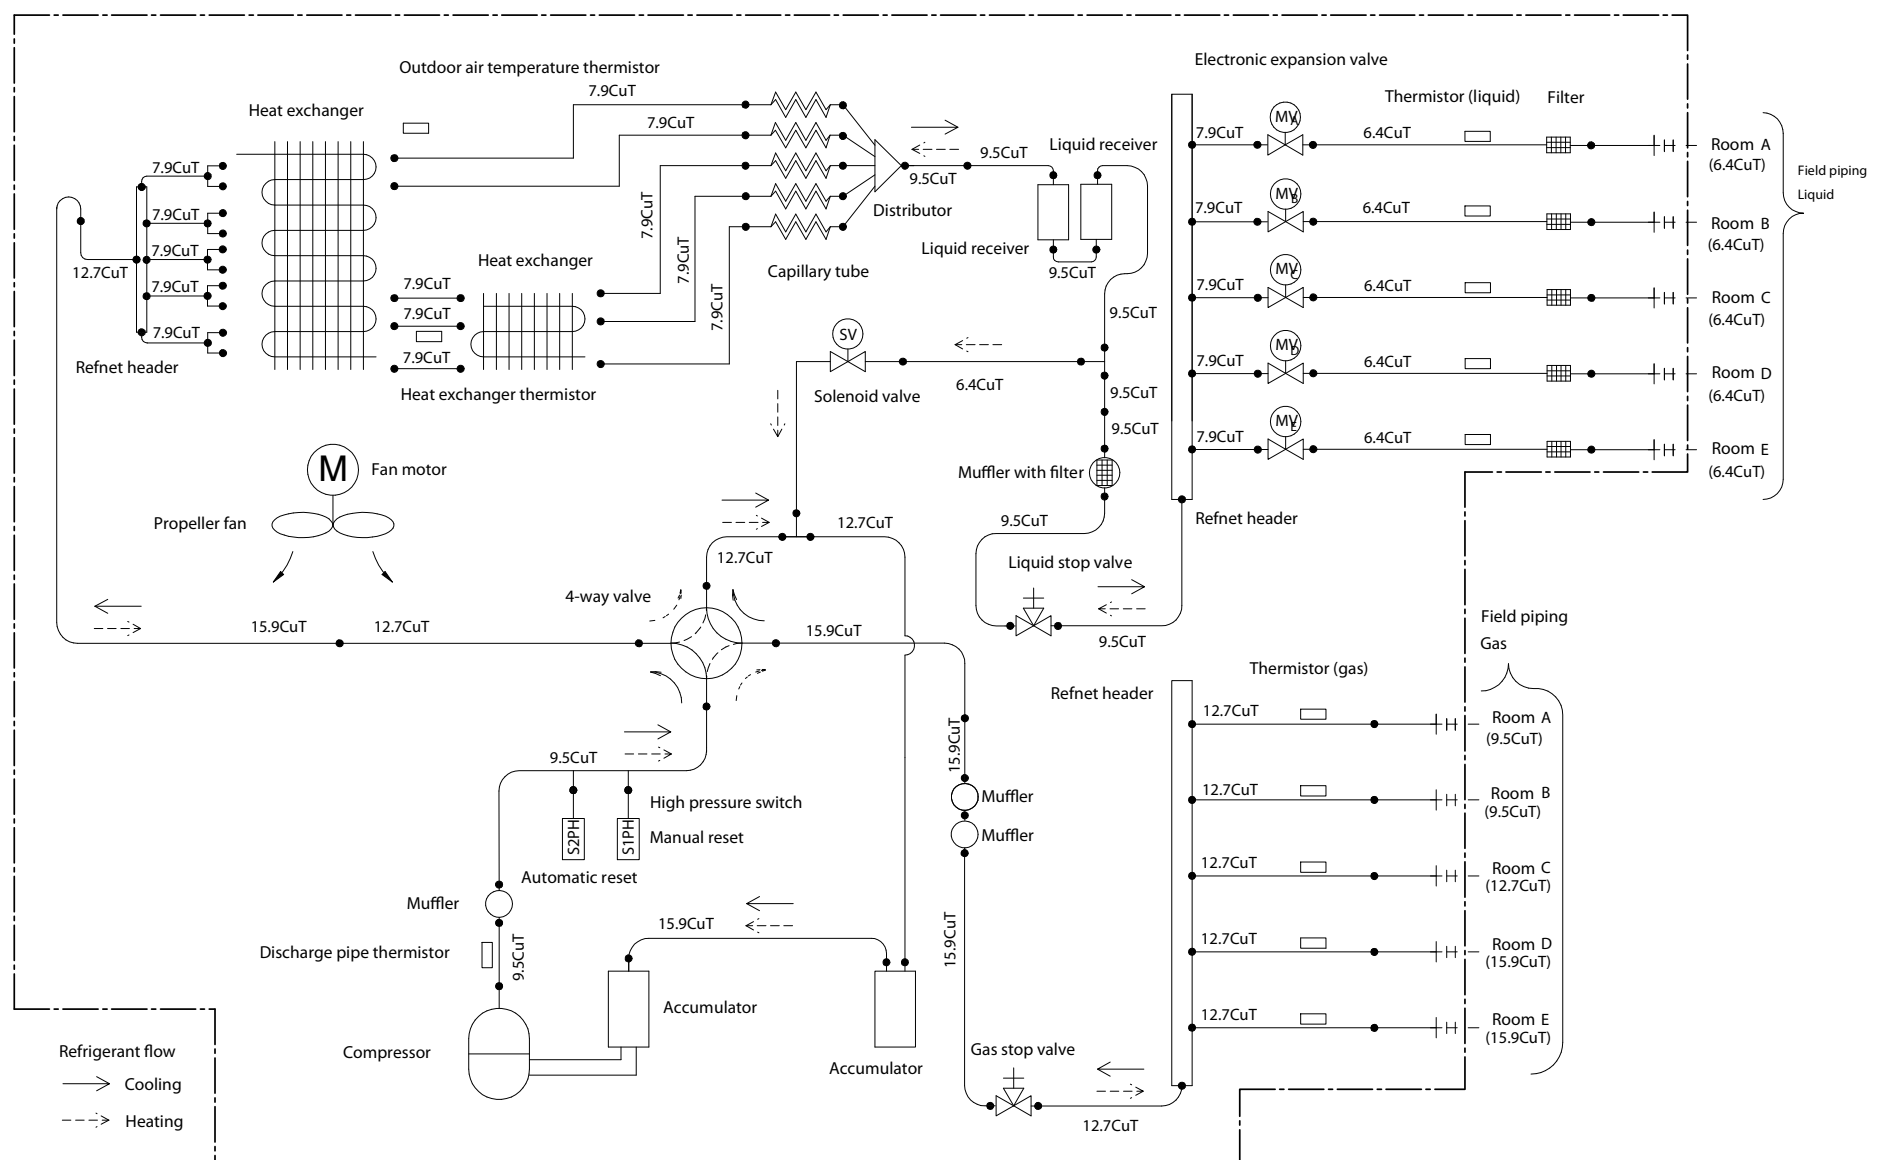 Outdoor air temperature thermistor
7.9CuT
Heat exchanger
7.9CuT
7.9CuT
7.9CuT
7.9CuT
7.9CuT
7.9CuT
12.7CuT
Refnet header
Heat exchanger
7.9CuT
7.9CuT
7.9CuT
Heat exchanger thermistor
7.9CuT
7.9CuT
7.9CuT
Capillary tube
Distributor
9.5CuT
9.5CuT
Liquid receiver
Liquid receiver
9.5CuT
9.5CuT
SV
Solenoid valve
6.4CuT
9.5CuT
9.5CuT
Muffler with filter
9.5CuT
Liquid stop valve
9.5CuT
Electronic expansion valve
Thermistor (liquid)
Filter
7.9CuT
MVA
6.4CuT
Room A
(6.4CuT)
7.9CuT
MVB
6.4CuT
Room B
(6.4CuT)
7.9CuT
MVC
6.4CuT
Room C
(6.4CuT)
7.9CuT
MVD
6.4CuT
Room D
(6.4CuT)
7.9CuT
MVE
6.4CuT
Room E
(6.4CuT)
Field piping
Liquid
Refnet header
M
Fan motor
Propeller fan
12.7CuT
12.7CuT
4-way valve
15.9CuT
12.7CuT
15.9CuT
9.5CuT
High pressure switch
S2PH
S1PH
Manual reset
Automatic reset
Muffler
Discharge pipe thermistor
9.5CuT
15.9CuT
Accumulator
Compressor
Accumulator
15.9CuT
Muffler
Muffler
15.9CuT
Gas stop valve
12.7CuT
Refnet header
Thermistor (gas)
Field piping
Gas
12.7CuT
Room A
(9.5CuT)
12.7CuT
Room B
(9.5CuT)
12.7CuT
Room C
(12.7CuT)
12.7CuT
Room D
(15.9CuT)
12.7CuT
Room E
(15.9CuT)
Refrigerant flow
Cooling
Heating